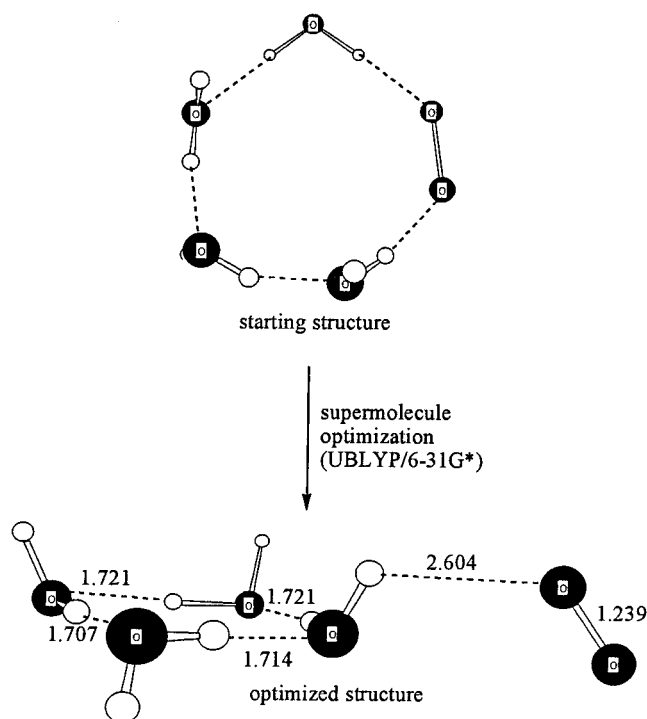 o
o
o
o
o
o
starting structure
supermolecule
optimization
(UBLYP/6-31G*)
2.604
1.721
o
o
1.721
o
1.239
1.707
o
o
1.714
o
optimized structure